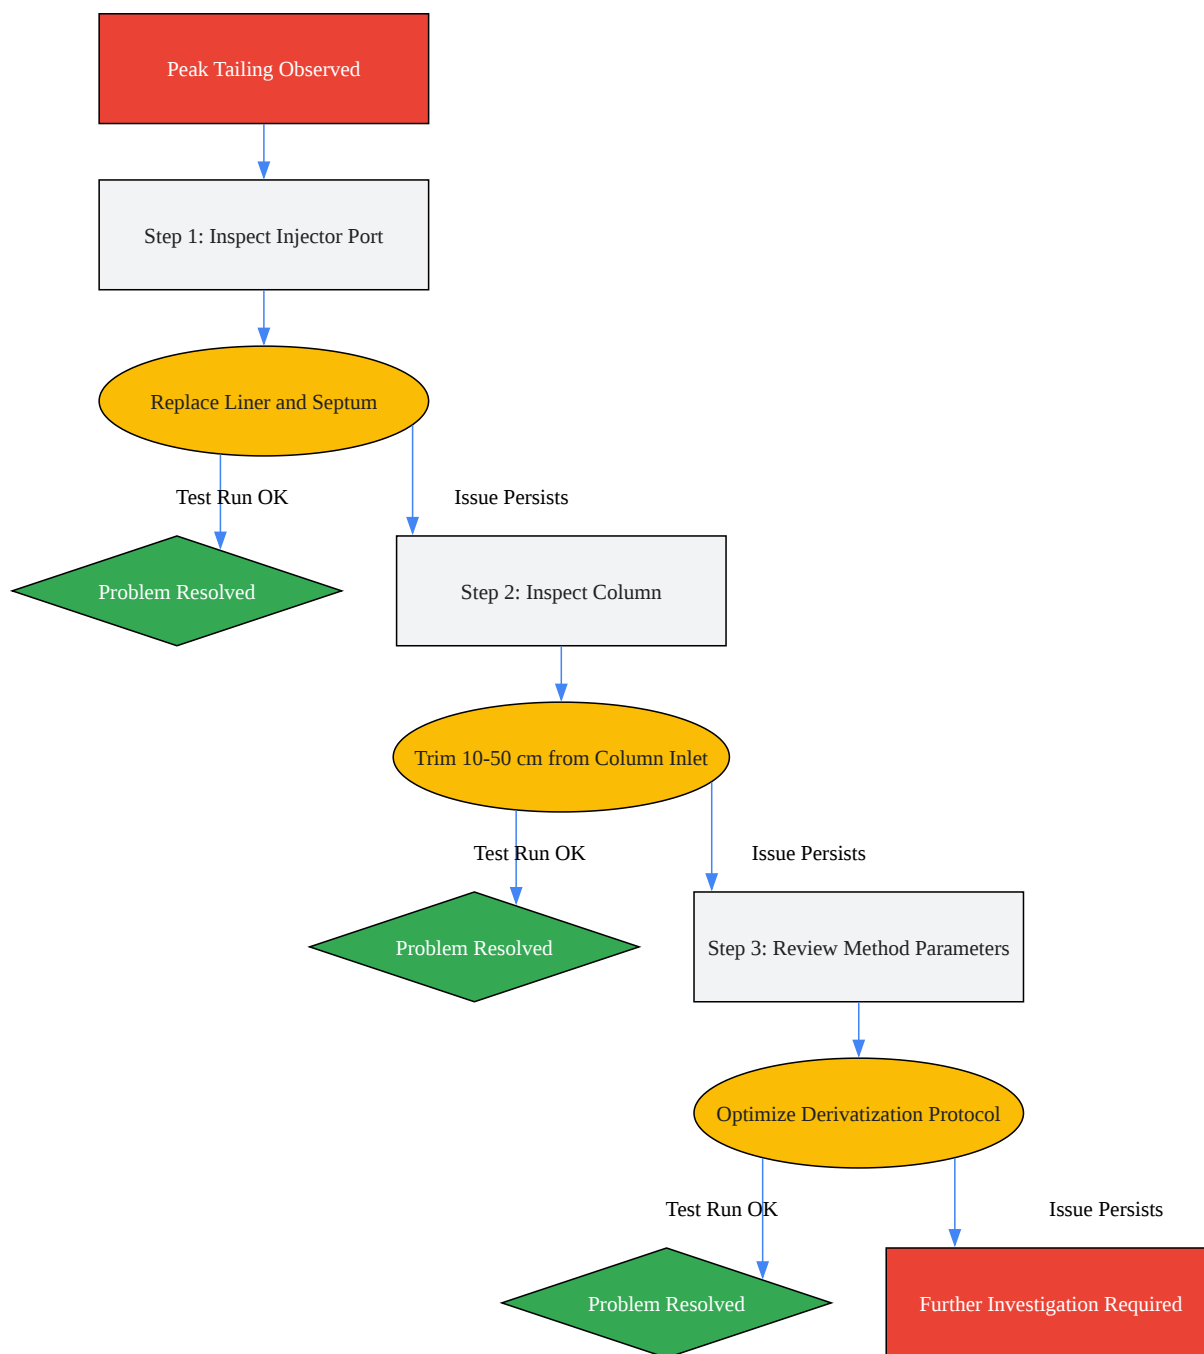 Peak Tailing Observed
Step 1: Inspect Injector Port
Replace Liner and Septum
Test Run OK
Issue Persists
Problem Resolved
Step 2: Inspect Column
Trim 10-50 cm from Column Inlet
Test Run OK
Issue Persists
Problem Resolved
Step 3: Review Method Parameters
Optimize Derivatization Protocol
Test Run OK
Issue Persists
Problem Resolved
Further Investigation Required